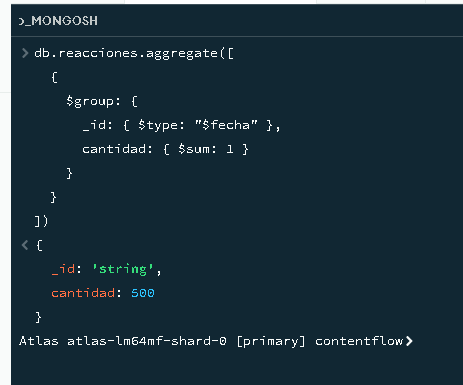 >_MONGOSH
> db.reacciones.aggregate([
{
$group: {
_id: { $type: "$fecha" },
cantidad: { $sum: 1 }
}
}
])
< {
_id: 'string',
cantidad: 500
}
Atlas atlas-lm64mf-shard-0 [primary] contentflow>